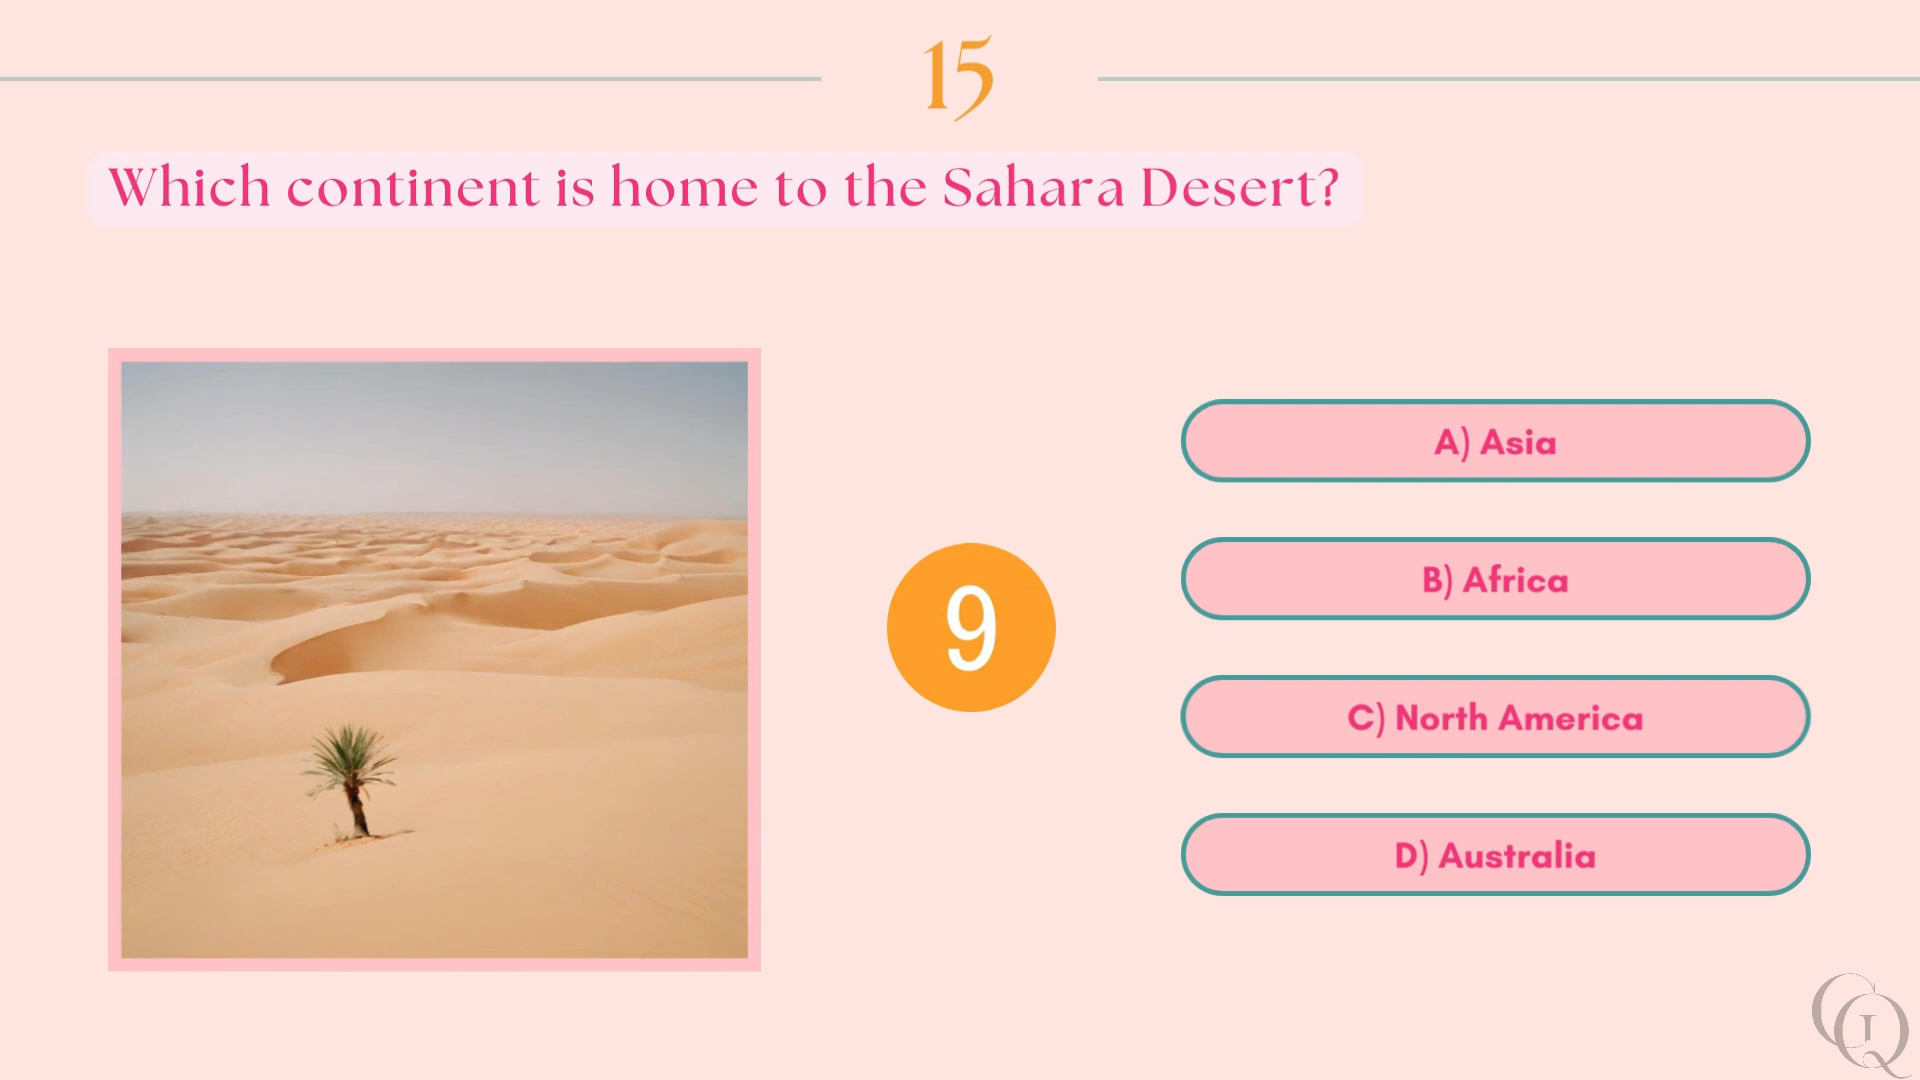 15
Which continent is home to the Sahara Desert?
9
A) Asia
B) Africa
C) North America
D) Australia